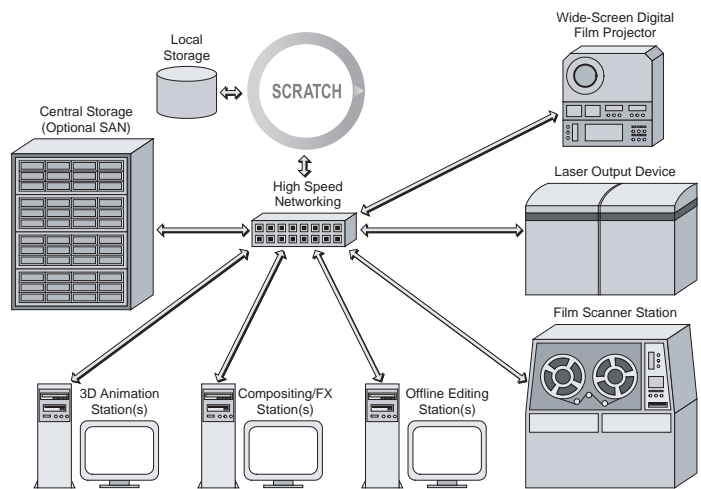 Wide-Screen Digital
Film Projector
Local
Storage
SCRATCH
Central Storage
(Optional SAN)
Laser Output Device
High Speed
Networking
Film Scanner Station
3D Animation
Station(s)
Compositing/FX
Station(s)
Offline Editing
Station(s)